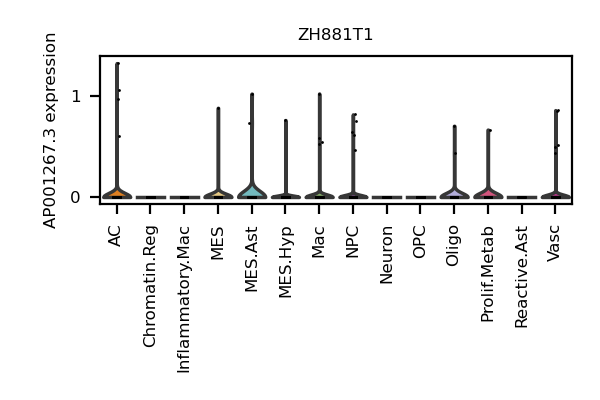 ZH881T1
AP001267.3 expression
1
0
AC
Chromatin.Reg
Inflammatory.Mac
MES
MES.Ast
MES.Hyp
Mac
NPC
Neuron
OPC
Oligo
Prolif.Metab
Reactive.Ast
Vasc